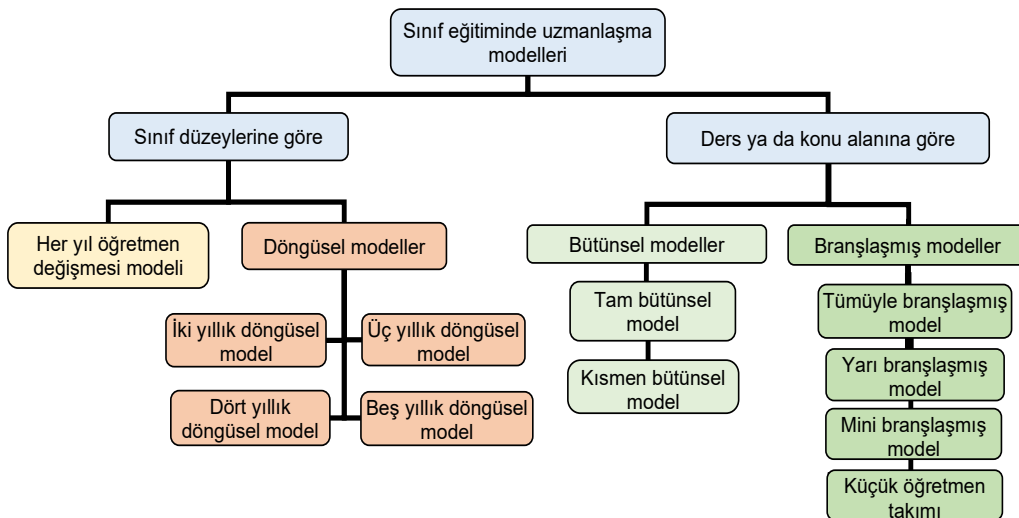 Sınıf eğitiminde uzmanlaşma
modelleri
Sınıf düzeylerine göre
Ders ya da konu alanına göre
Her yıl öğretmen
değişmesi modeli
Döngüsel modeller
Bütünsel modeller
Branşlaşmış modeller
İki yıllık döngüsel
model
Üç yıllık döngüsel
model
Dört yıllık
döngüsel model
Beş yıllık döngüsel
model
Tam bütünsel
model
Kısmen bütünsel
model
Tümüyle branşlaşmış
model
Yarı branşlaşmış
model
Mini branşlaşmış
model
Küçük öğretmen
takımı